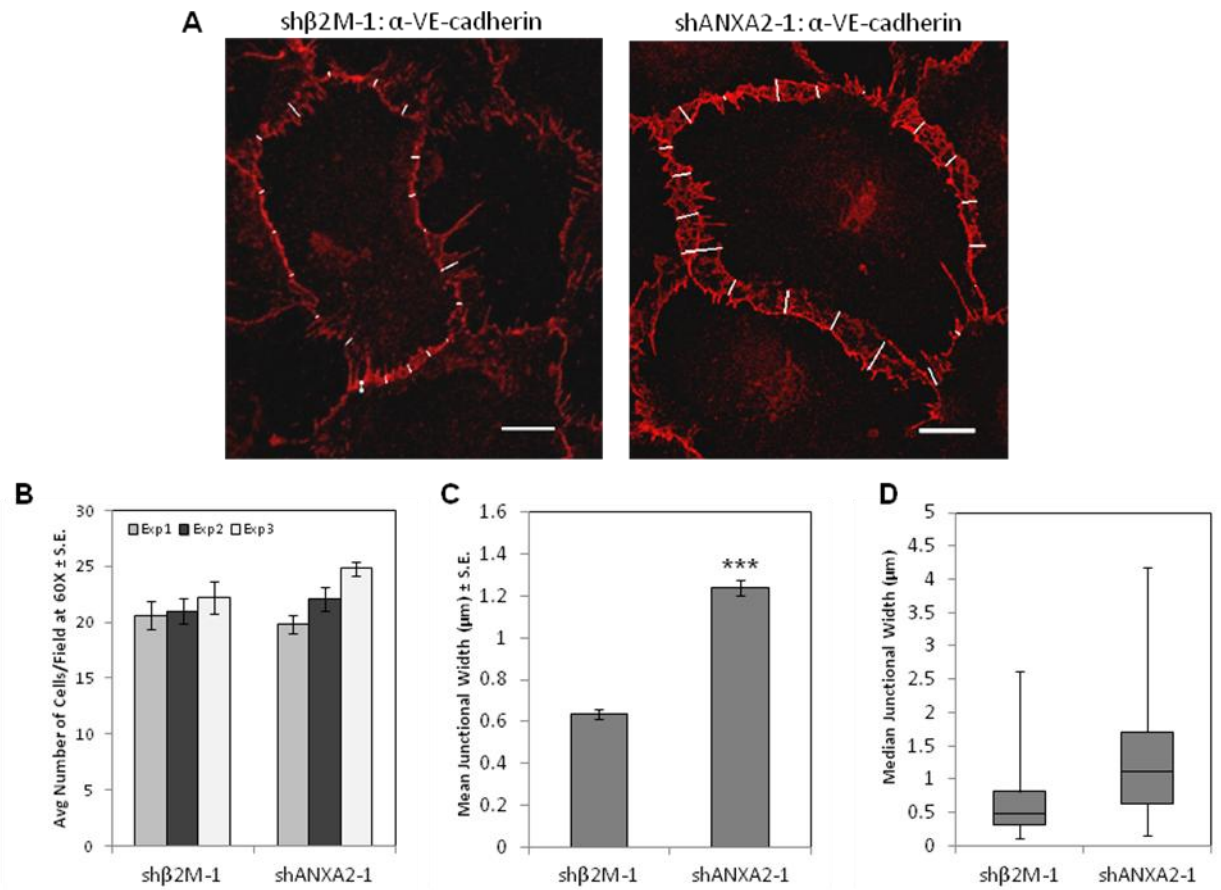 A
shβ2M-1: α-VE-cadherin
shANXA2-1: α-VE-cadherin
B
Avg Number of Cells/Field at 60X ± S.E.
30
25
20
15
10
5
0
Exp1 Exp2 Exp3
shβ2M-1
shANXA2-1
C
Mean Junctional Width (μm) ± S.E.
1.6
1.4
1.2
1
0.8
0.6
0.4
0.2
0
***
shβ2M-1
shANXA2-1
D
Median Junctional Width (μm)
5
4.5
4
3.5
3
2.5
2
1.5
1
0.5
0
shβ2M-1
shANXA2-1